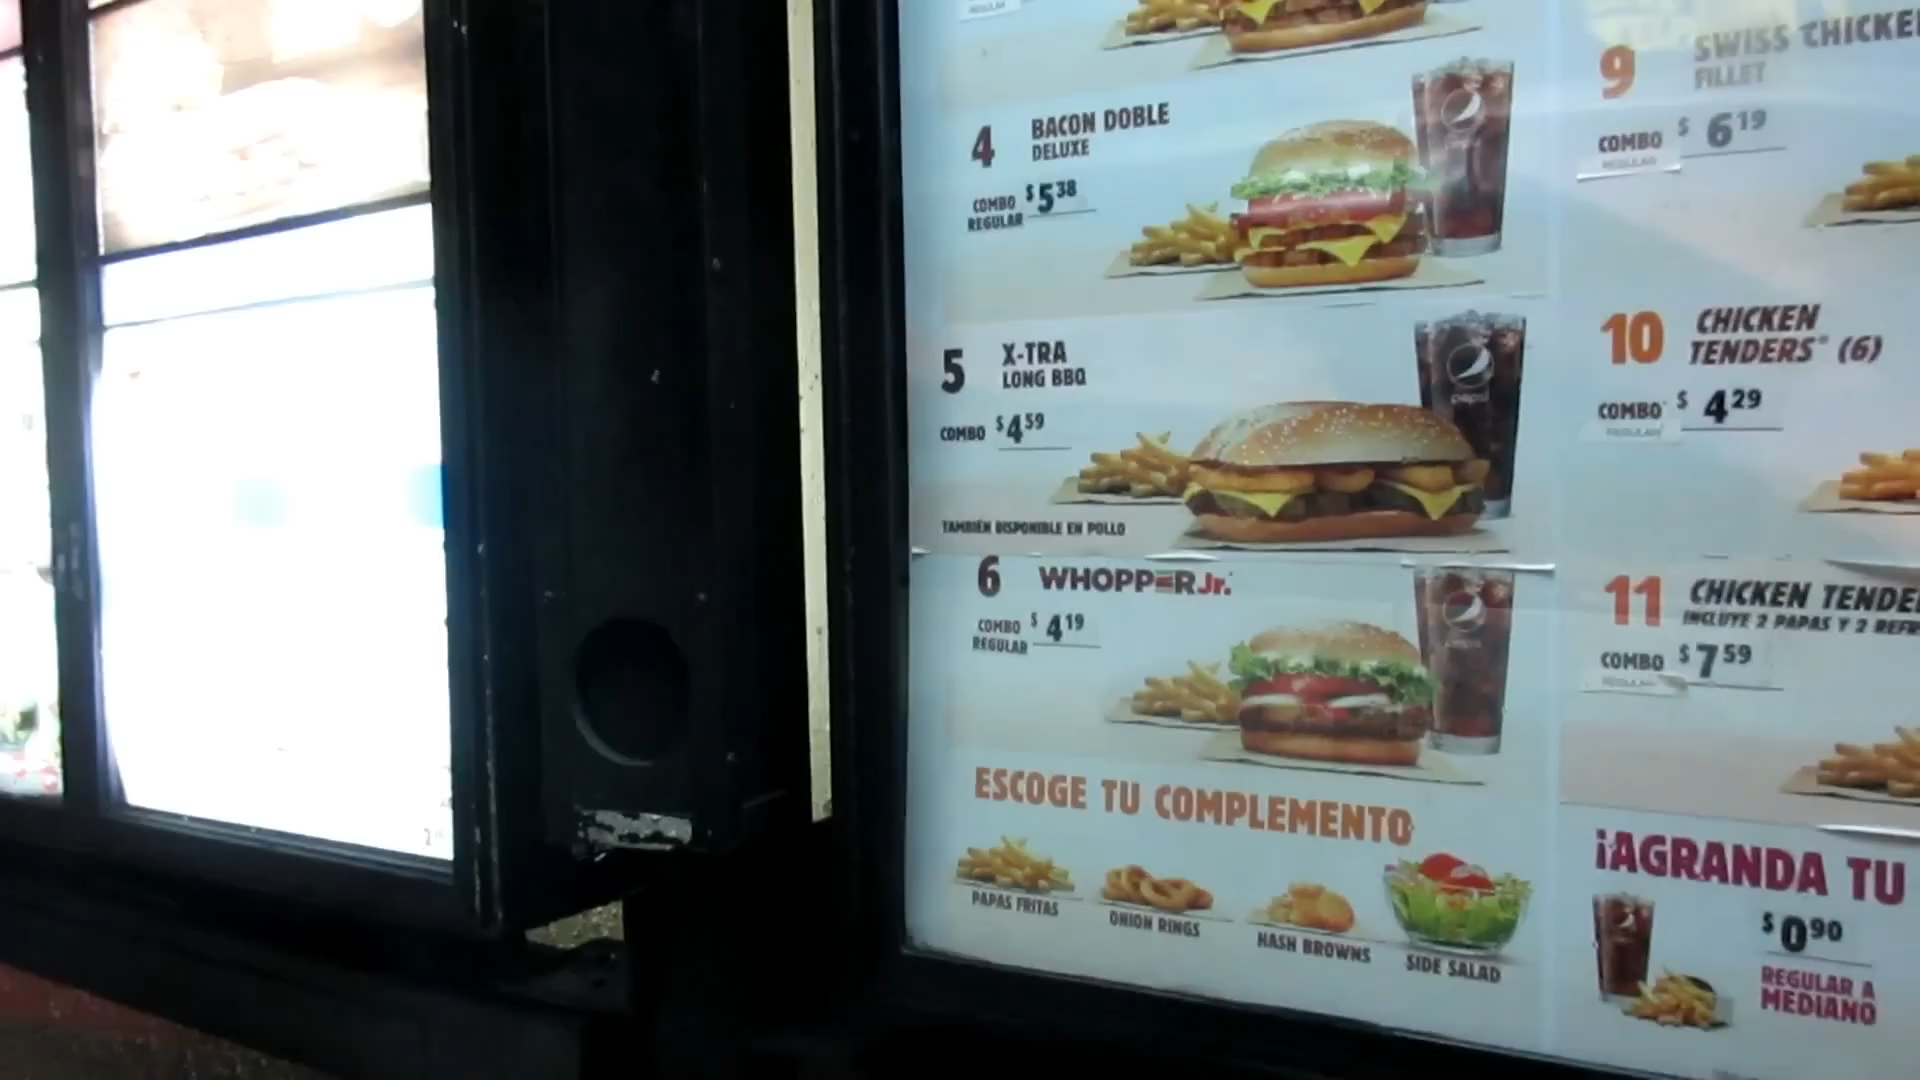 REGULAR
4 BACON DOBLE
DELUXE
COMBO $5 38
REGULAR
5 X-TRA
LONG BBQ
COMBO $4 59
TAMBIÉN DISPONIBLE EN POLLO
6 WHOPPER Jr.
COMBO $4 19
REGULAR
ESCOGE TU COMPLEMENTO
PAPAS FRITAS
ONION RINGS
HASH BROWNS
SIDE SALAD
pepsi
9 SWISS CHICKE
FILLET
COMBO $6 19
REGULAR
10 CHICKEN
TENDERS® (6)
COMBO $4 29
REGULAR
11 CHICKEN TENDE
INCLUYE 2 PAPAS Y 2 REFR
COMBO $7 59
REGULAR
¡AGRANDA TU
$0 90
REGULAR A
MEDIANO